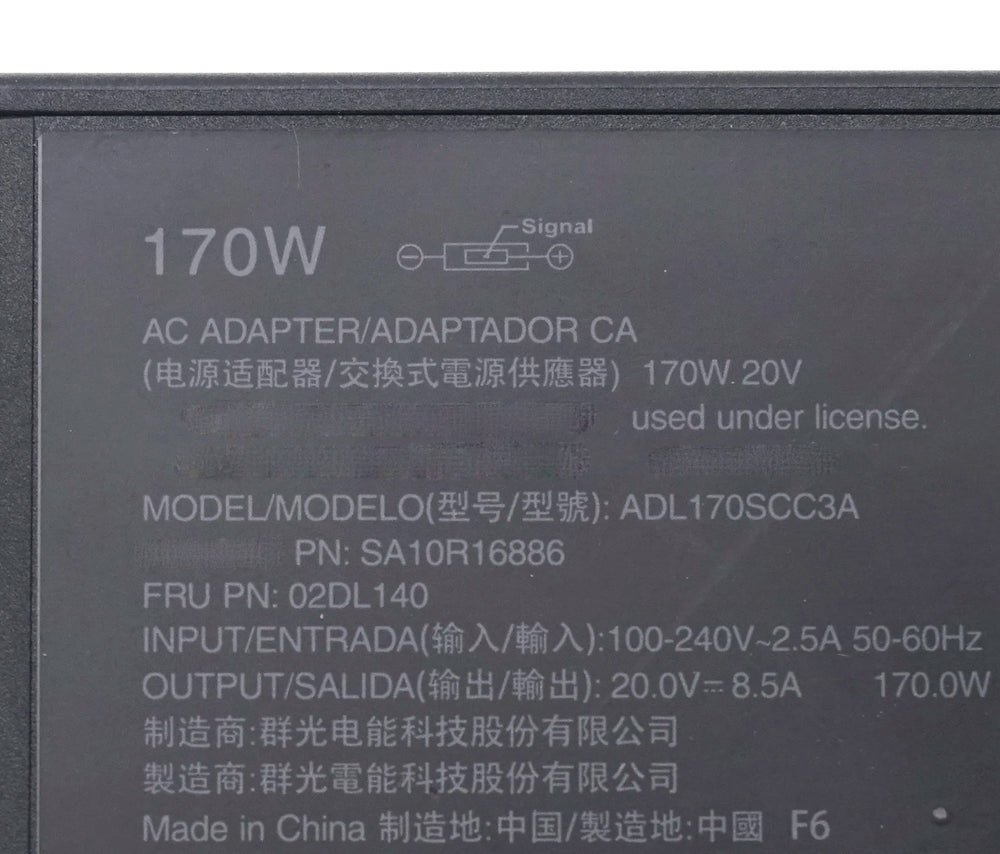 170W
Signal
AC ADAPTER/ADAPTADOR CA
(电源适配器/交換式電源供應器) 170W 20V
used under license.
MODEL/MODELO(型号/型號): ADL170SCC3A
PN: SA10R16886
FRU PN: 02DL140
INPUT/ENTRADA(输入/輸入):100-240V~2.5A 50-60Hz
OUTPUT/SALIDA(输出/輸出): 20.0V⎓8.5A 170.0W
制造商:群光电能科技股份有限公司
製造商:群光電能科技股份有限公司
Made in China 制造地:中国/製造地:中國 F6